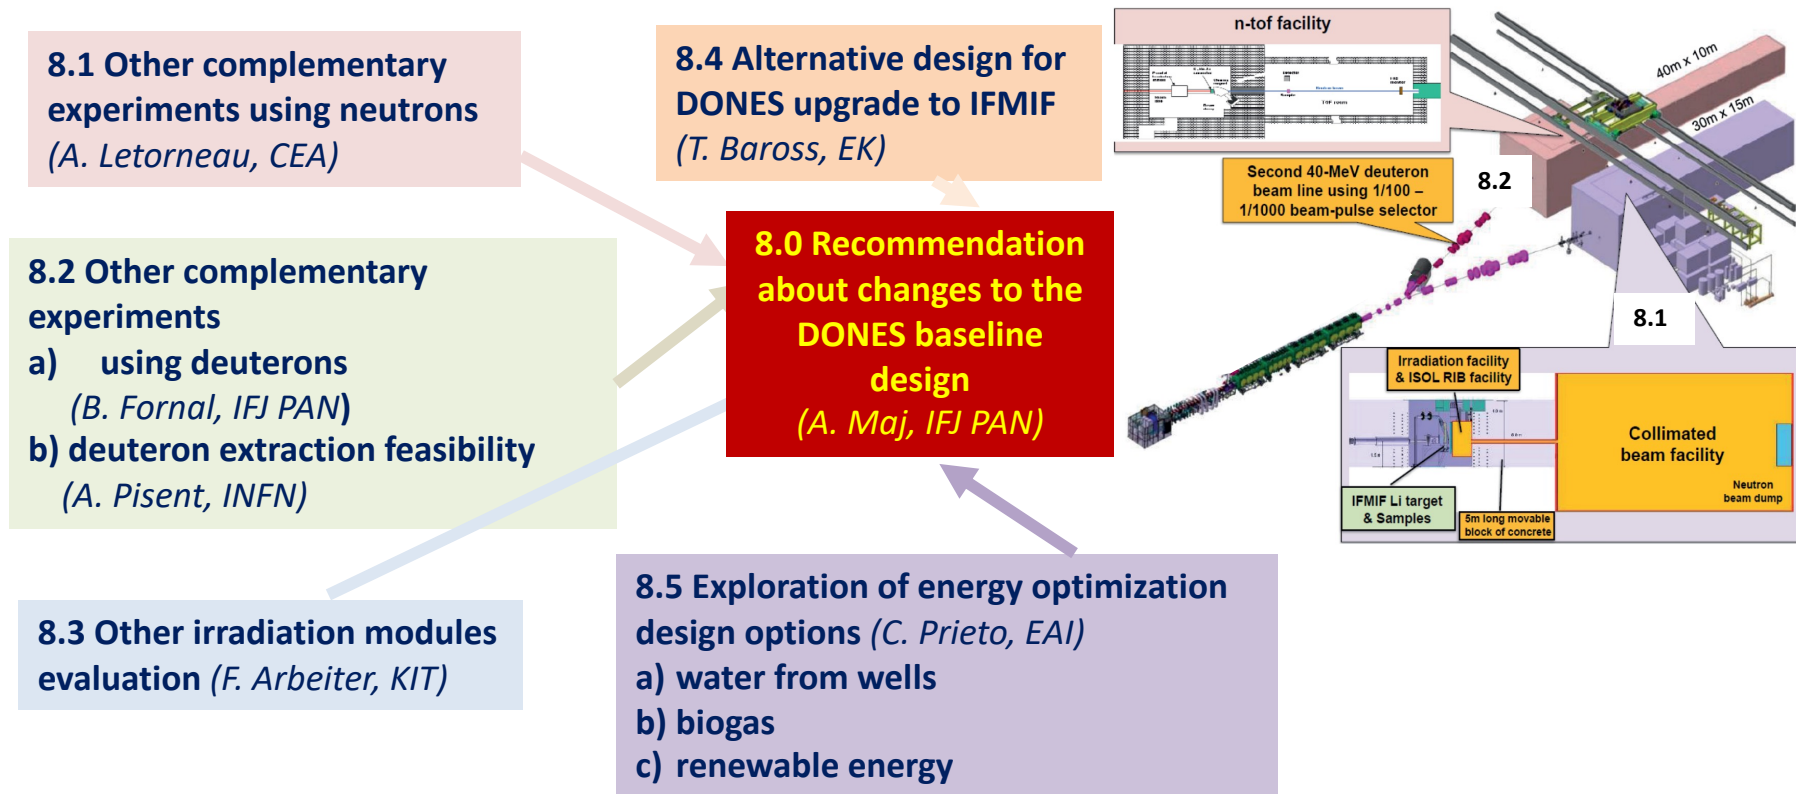 8.1 Other complementary
experiments using neutrons
(A. Letorneau, CEA)
8.4 Alternative design for
DONES upgrade to IFMIF
(T. Baross, EK)
8.2 Other complementary
experiments
a) using deuterons
(B. Fornal, IFJ PAN)
b) deuteron extraction feasibility
(A. Pisent, INFN)
8.0 Recommendation
about changes to the
DONES baseline
design
(A. Maj, IFJ PAN)
8.3 Other irradiation modules
evaluation (F. Arbeiter, KIT)
8.5 Exploration of energy optimization
design options (C. Prieto, EAI)
a) water from wells
b) biogas
c) renewable energy
n-tof facility
TOF room
40m x 10m
30m x 15m
Second 40-MeV deuteron
beam line using 1/100 –
1/1000 beam-pulse selector
8.2
8.1
Irradiation facility
& ISOL RIB facility
Collimated
beam facility
Neutron
beam dump
IFMIF Li target
& Samples
5m long movable
block of concrete